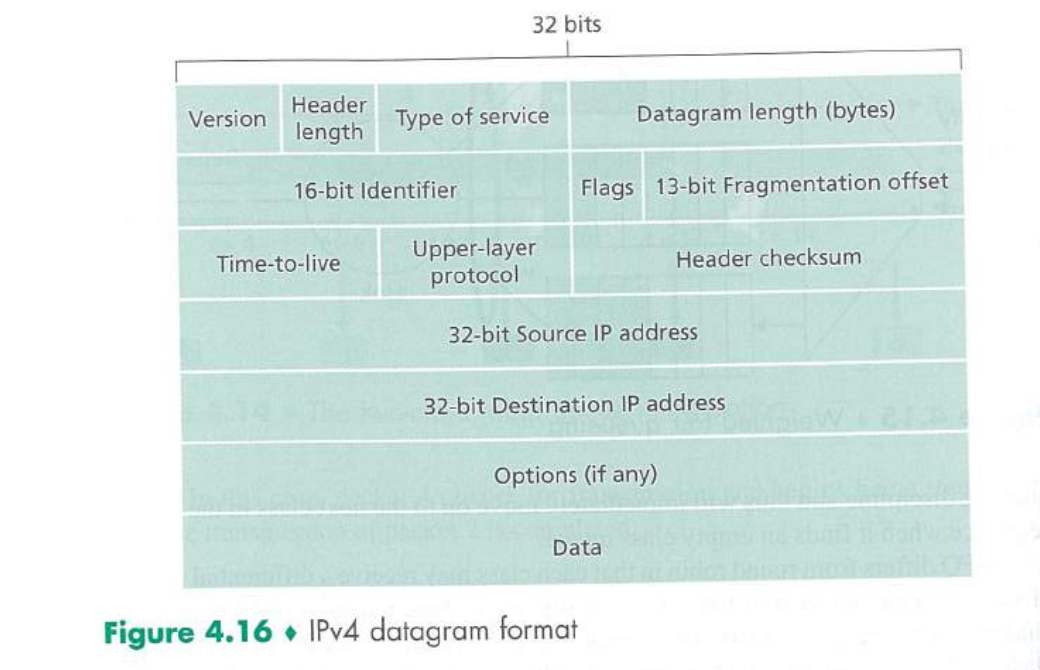 32 bits
Version
Header
length
Type of service
Datagram length (bytes)
16-bit Identifier
Flags
13-bit Fragmentation offset
Time-to-live
Upper-layer
protocol
Header checksum
32-bit Source IP address
32-bit Destination IP address
Options (if any)
Data
Figure 4.16 ♦ IPv4 datagram format